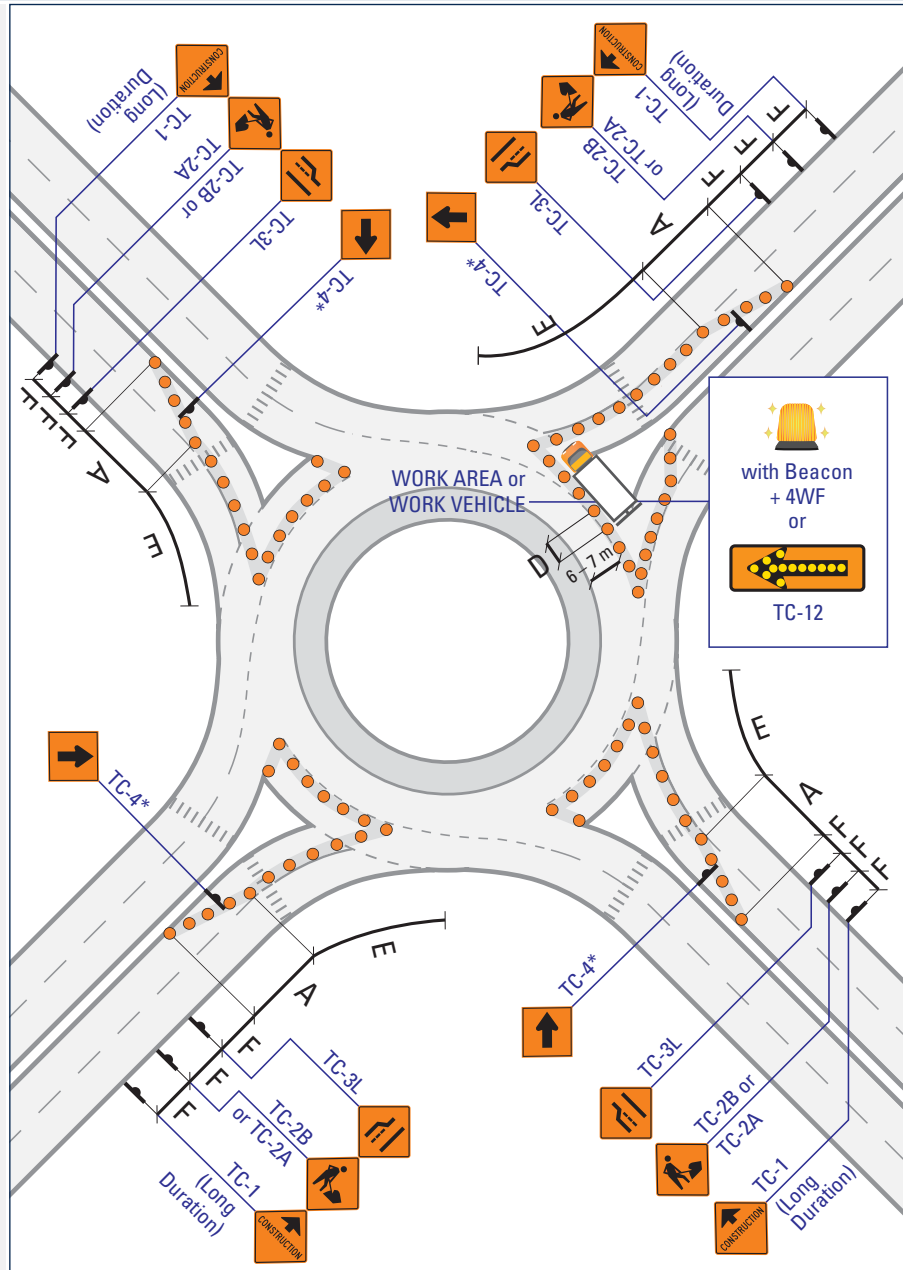 CONSTRUCTION
TC-1
(Long
Duration)
TC-2B or
TC-2A
TC-3L
TC-4*
F
F
F
A
E
CONSTRUCTION
TC-1
(Long
Duration)
TC-2B
or TC-2A
TC-3L
TC-4*
F
F
F
A
E
WORK AREA or
WORK VEHICLE
D
6–7 m
with Beacon
+ 4WF
or
TC-12
TC-4*
E
A
F
F
F
TC-3L
TC-2B
or TC-2A
TC-1
(Long
Duration)
CONSTRUCTION
E
A
F
F
F
TC-4*
TC-3L
TC-2B or
TC-2A
TC-1
(Long
Duration)
CONSTRUCTION